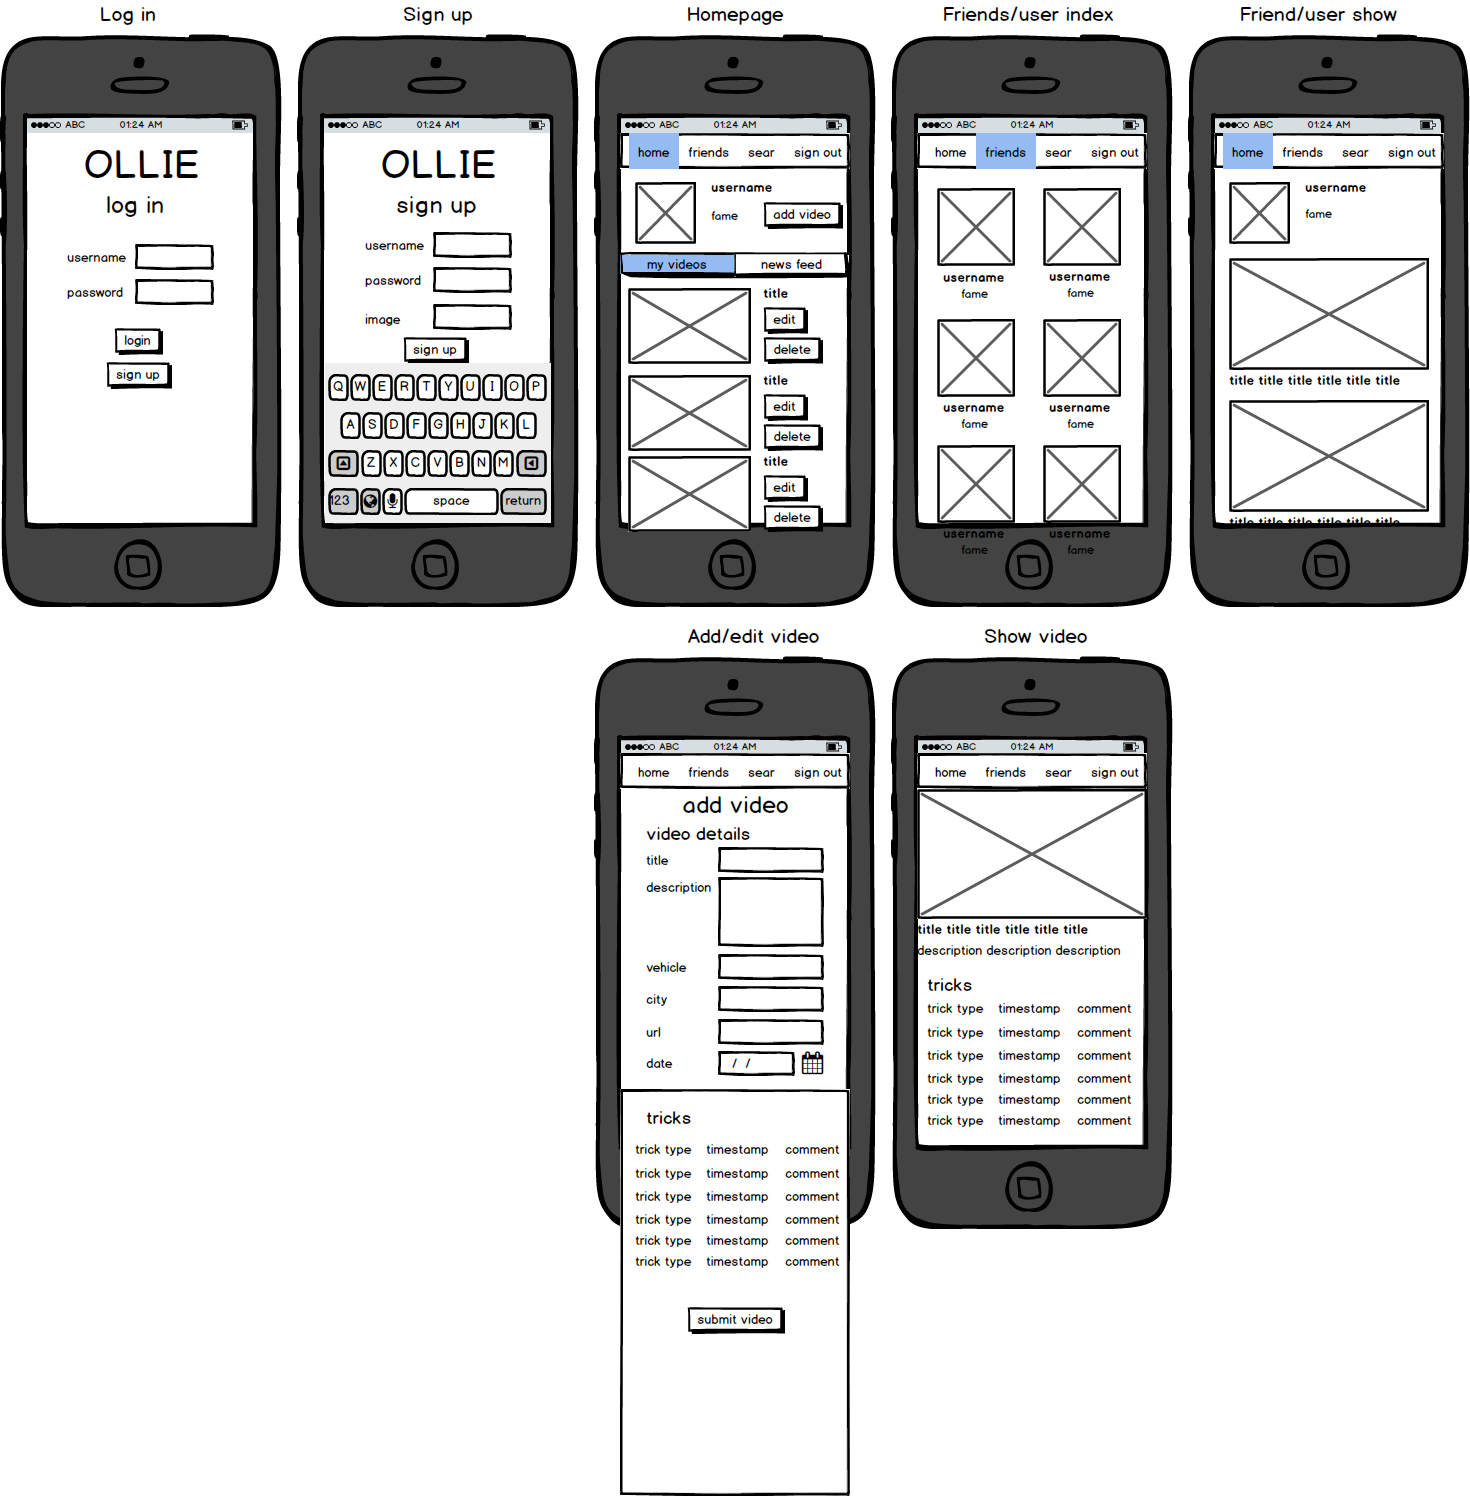 Log in
●●●○○ ABC 01:24 AM
OLLIE
log in
username
password
login
sign up
Sign up
●●●○○ ABC 01:24 AM
OLLIE
sign up
username
password
image
sign up
Q W E R T Y U I O P
A S D F G H J K L
Z X C V B N M
123 space return
Homepage
●●●○○ ABC 01:24 AM
home friends sear sign out
username
fame add video
my videos news feed
title
edit
delete
title
edit
delete
title
edit
delete
Friends/user index
●●●○○ ABC 01:24 AM
home friends sear sign out
username username
fame fame
username username
fame fame
username username
fame fame
Friend/user show
●●●○○ ABC 01:24 AM
home friends sear sign out
username
fame
title title title title title title
title title title title title title
Add/edit video
●●●○○ ABC 01:24 AM
home friends sear sign out
add video
video details
title
description
vehicle
city
url
date / /
tricks
trick type timestamp comment
trick type timestamp comment
trick type timestamp comment
trick type timestamp comment
trick type timestamp comment
trick type timestamp comment
submit video
Show video
●●●○○ ABC 01:24 AM
home friends sear sign out
title title title title title title
description description description
tricks
trick type timestamp comment
trick type timestamp comment
trick type timestamp comment
trick type timestamp comment
trick type timestamp comment
trick type timestamp comment